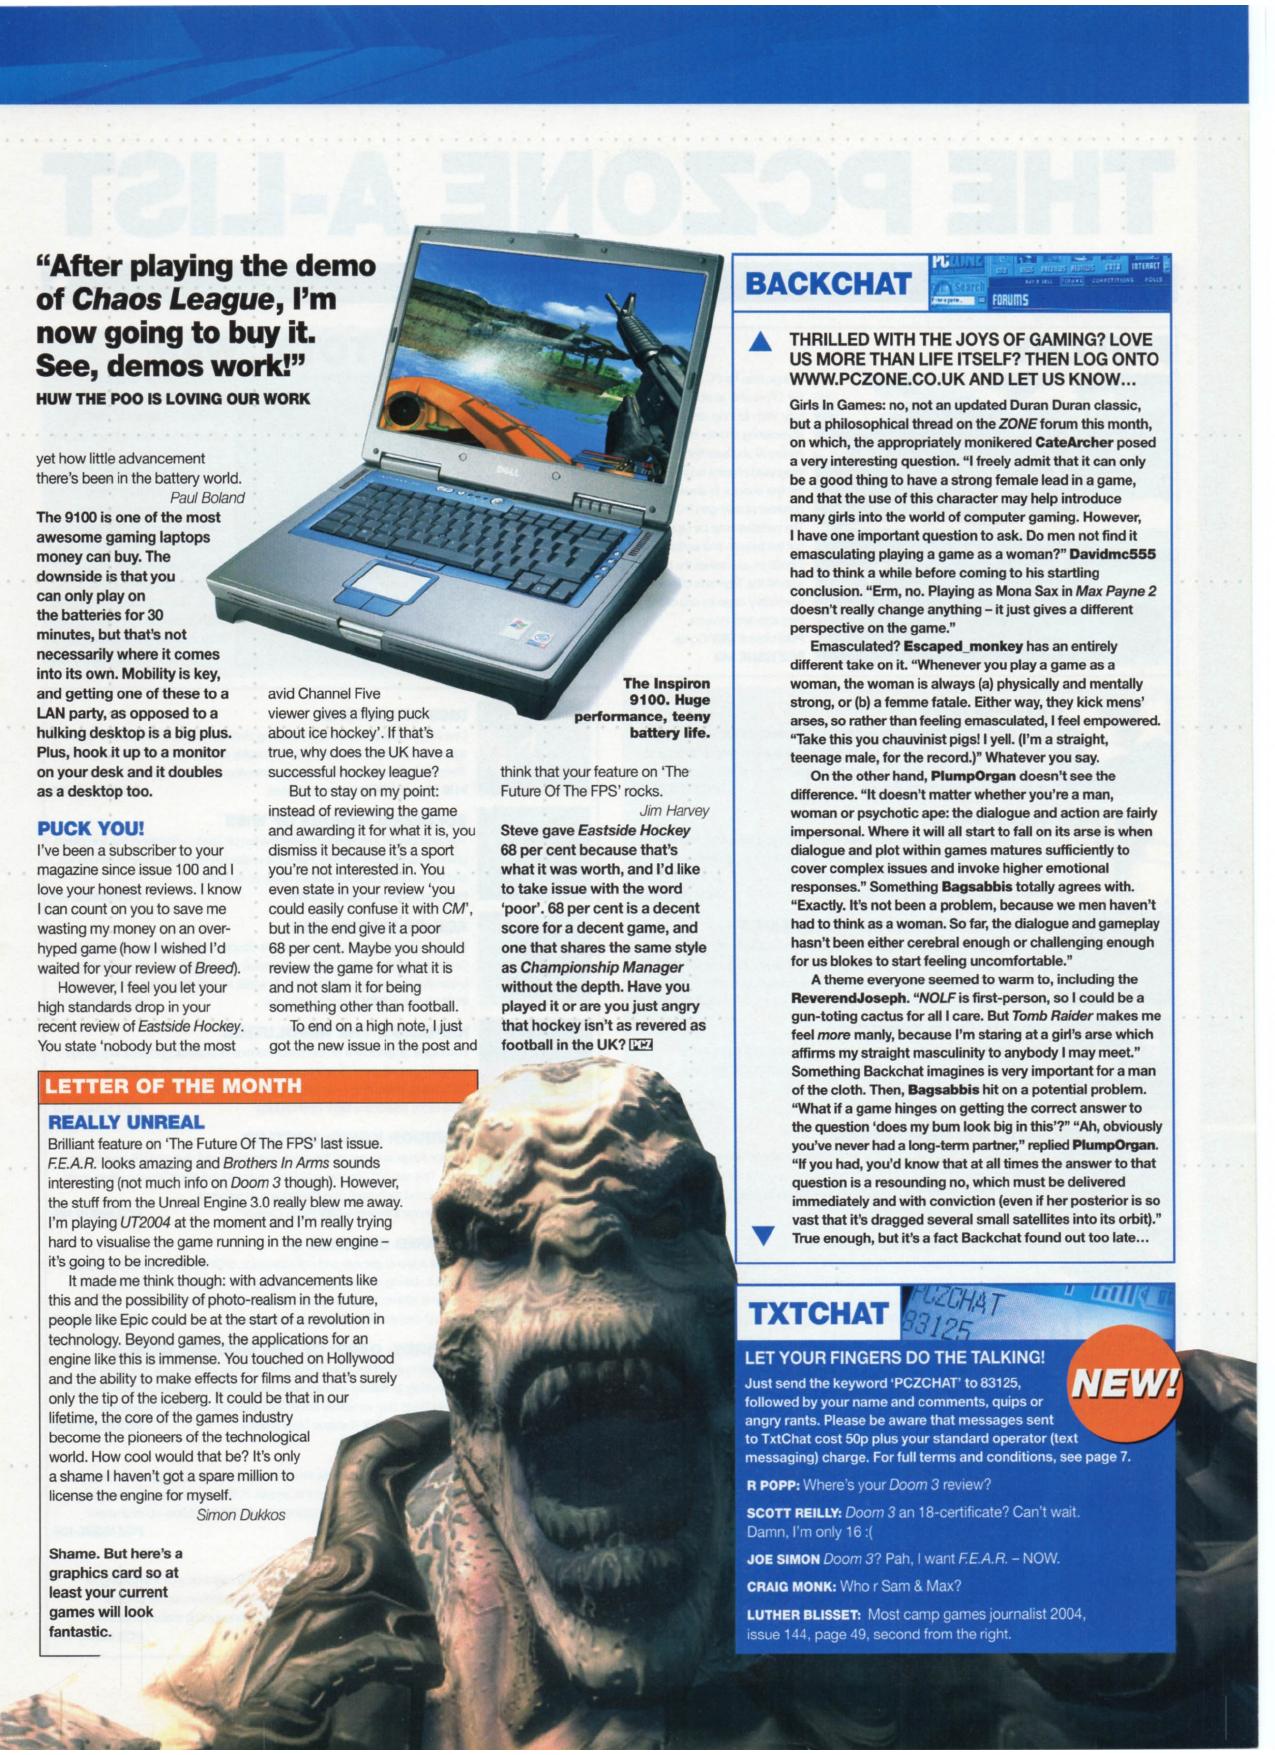 “After playing the demo
of Chaos League, I’m
now going to buy it.
See, demos work!”
HUW THE POO IS LOVING OUR WORK
yet how little advancement
there’s been in the battery world.
Paul Boland
The 9100 is one of the most
awesome gaming laptops
money can buy. The
downside is that you
can only play on
the batteries for 30
minutes, but that’s not
necessarily where it comes
into its own. Mobility is key,
and getting one of these to a
LAN party, as opposed to a
hulking desktop is a big plus.
Plus, hook it up to a monitor
on your desk and it doubles
as a desktop too.
PUCK YOU!
I’ve been a subscriber to your
magazine since issue 100 and I
love your honest reviews. I know
I can count on you to save me
wasting my money on an over-
hyped game (how I wished I’d
waited for your review of Breed).
However, I feel you let your
high standards drop in your
recent review of Eastside Hockey.
You state ‘nobody but the most
avid Channel Five
viewer gives a flying puck
about ice hockey’. If that’s
true, why does the UK have a
successful hockey league?
But to stay on my point:
instead of reviewing the game
and awarding it for what it is, you
dismiss it because it’s a sport
you’re not interested in. You
even state in your review ‘you
could easily confuse it with CM’,
but in the end give it a poor
68 per cent. Maybe you should
review the game for what it is
and not slam it for being
something other than football.
To end on a high note, I just
got the new issue in the post and
DELL
The Inspiron
9100. Huge
performance, teeny
battery life.
think that your feature on ‘The
Future Of The FPS’ rocks.
Jim Harvey
Steve gave Eastside Hockey
68 per cent because that’s
what it was worth, and I’d like
to take issue with the word
‘poor’. 68 per cent is a decent
score for a decent game, and
one that shares the same style
as Championship Manager
without the depth. Have you
played it or are you just angry
that hockey isn’t as revered as
football in the UK? PCZ
LETTER OF THE MONTH
REALLY UNREAL
Brilliant feature on ‘The Future Of The FPS’ last issue.
F.E.A.R. looks amazing and Brothers In Arms sounds
interesting (not much info on Doom 3 though). However,
the stuff from the Unreal Engine 3.0 really blew me away.
I’m playing UT2004 at the moment and I’m really trying
hard to visualise the game running in the new engine –
it’s going to be incredible.
It made me think though: with advancements like
this and the possibility of photo-realism in the future,
people like Epic could be at the start of a revolution in
technology. Beyond games, the applications for an
engine like this is immense. You touched on Hollywood
and the ability to make effects for films and that’s surely
only the tip of the iceberg. It could be that in our
lifetime, the core of the games industry
become the pioneers of the technological
world. How cool would that be? It’s only
a shame I haven’t got a spare million to
license the engine for myself.
Simon Dukkos
Shame. But here’s a
graphics card so at
least your current
games will look
fantastic.
BACKCHAT
PCZONE
INTERACT
Search
FORUMS
COMPETITIONS
POLLS
THRILLED WITH THE JOYS OF GAMING? LOVE
US MORE THAN LIFE ITSELF? THEN LOG ONTO
WWW.PCZONE.CO.UK AND LET US KNOW...
Girls In Games: no, not an updated Duran Duran classic,
but a philosophical thread on the ZONE forum this month,
on which, the appropriately monikered CateArcher posed
a very interesting question. “I freely admit that it can only
be a good thing to have a strong female lead in a game,
and that the use of this character may help introduce
many girls into the world of computer gaming. However,
I have one important question to ask. Do men not find it
emasculating playing a game as a woman?” Davidmc555
had to think a while before coming to his startling
conclusion. “Erm, no. Playing as Mona Sax in Max Payne 2
doesn’t really change anything – it just gives a different
perspective on the game.”
Emasculated? Escaped_monkey has an entirely
different take on it. “Whenever you play a game as a
woman, the woman is always (a) physically and mentally
strong, or (b) a femme fatale. Either way, they kick mens’
arses, so rather than feeling emasculated, I feel empowered.
“Take this you chauvinist pigs! I yell. (I’m a straight,
teenage male, for the record.)” Whatever you say.
On the other hand, PlumpOrgan doesn’t see the
difference. “It doesn’t matter whether you’re a man,
woman or psychotic ape: the dialogue and action are fairly
impersonal. Where it will all start to fall on its arse is when
dialogue and plot within games matures sufficiently to
cover complex issues and invoke higher emotional
responses.” Something Bagsabbis totally agrees with.
“Exactly. It’s not been a problem, because we men haven’t
had to think as a woman. So far, the dialogue and gameplay
hasn’t been either cerebral enough or challenging enough
for us blokes to start feeling uncomfortable.”
A theme everyone seemed to warm to, including the
ReverendJoseph. “NOLF is first-person, so I could be a
gun-toting cactus for all I care. But Tomb Raider makes me
feel more manly, because I’m staring at a girl’s arse which
affirms my straight masculinity to anybody I may meet.”
Something Backchat imagines is very important for a man
of the cloth. Then, Bagsabbis hit on a potential problem.
“What if a game hinges on getting the correct answer to
the question ‘does my bum look big in this’?” “Ah, obviously
you’ve never had a long-term partner,” replied PlumpOrgan.
“If you had, you’d know that at all times the answer to that
question is a resounding no, which must be delivered
immediately and with conviction (even if her posterior is so
vast that it’s dragged several small satellites into its orbit).”
True enough, but it’s a fact Backchat found out too late...
TXTCHAT
PCZCHAT
83125
NEW!
LET YOUR FINGERS DO THE TALKING!
Just send the keyword ‘PCZCHAT’ to 83125,
followed by your name and comments, quips or
angry rants. Please be aware that messages sent
to TxtChat cost 50p plus your standard operator (text
messaging) charge. For full terms and conditions, see page 7.
R POPP: Where’s your Doom 3 review?
SCOTT REILLY: Doom 3 an 18-certificate? Can’t wait.
Damn, I’m only 16 :(
JOE SIMON Doom 3? Pah, I want F.E.A.R. – NOW.
CRAIG MONK: Who r Sam & Max?
LUTHER BLISSET: Most camp games journalist 2004,
issue 144, page 49, second from the right.